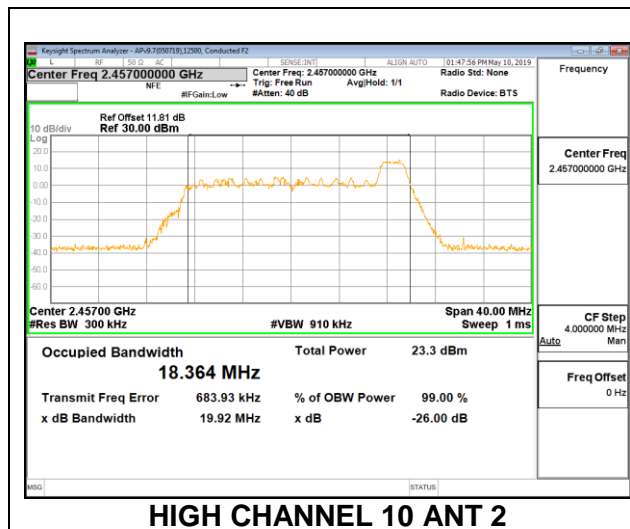 Keysight Spectrum Analyzer - APv9.7(050719),12500, Conducted F2
L RF 50 Ω AC SENSE:INT ALIGN AUTO 01:47:56 PM May 10, 2019
Center Freq 2.457000000 GHz Center Freq: 2.457000000 GHz Radio Std: None Frequency
NFE Trig: Free Run Avg|Hold: 1/1
#IFGain:Low #Atten: 40 dB Radio Device: BTS
Ref Offset 11.81 dB
10 dB/div Ref 30.00 dBm
Log
20.0
10.0
0.00
-10.0
-20.0
-30.0
-40.0
-50.0
-60.0
Center Freq
2.457000000 GHz
Center 2.45700 GHz Span 40.00 MHz
#Res BW 300 kHz #VBW 910 kHz Sweep 1 ms
CF Step
4.000000 MHz
Auto Man
Occupied Bandwidth Total Power 23.3 dBm
18.364 MHz
Transmit Freq Error 683.93 kHz % of OBW Power 99.00 %
x dB Bandwidth 19.92 MHz x dB -26.00 dB
Freq Offset
0 Hz
MSG STATUS
HIGH CHANNEL 10 ANT 2